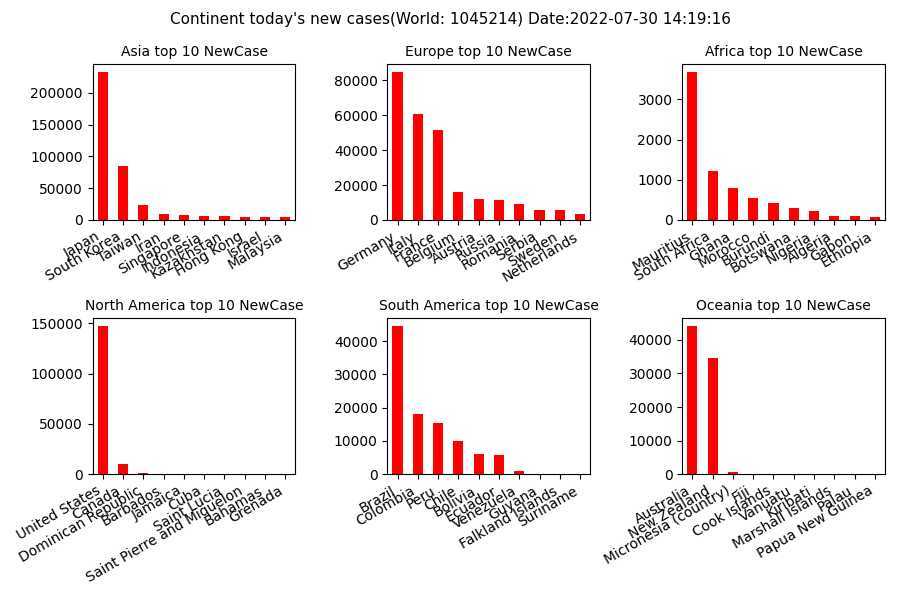 Continent today's new cases(World: 1045214) Date:2022-07-30 14:19:16
Asia top 10 NewCase
200000
150000
100000
50000
0
Japan
South Korea
Taiwan
Iran
Singapore
Indonesia
Kazakhstan
Hong Kong
Israel
Malaysia
Europe top 10 NewCase
80000
60000
40000
20000
0
Germany
Italy
France
Belgium
Austria
Russia
Romania
Serbia
Sweden
Netherlands
Africa top 10 NewCase
3000
2000
1000
0
Mauritius
South Africa
Ghana
Morocco
Burundi
Botswana
Nigeria
Algeria
Gabon
Ethiopia
North America top 10 NewCase
150000
100000
50000
0
United States
Canada
Dominican Republic
Barbados
Jamaica
Cuba
Saint Lucia
Saint Pierre and Miquelon
Bahamas
Grenada
South America top 10 NewCase
40000
30000
20000
10000
0
Brazil
Colombia
Peru
Chile
Bolivia
Ecuador
Venezuela
Guyana
Falkland Islands
Suriname
Oceania top 10 NewCase
40000
30000
20000
10000
0
Australia
New Zealand
Micronesia (country)
Fiji
Cook Islands
Vanuatu
Kiribati
Marshall Islands
Palau
Papua New Guinea